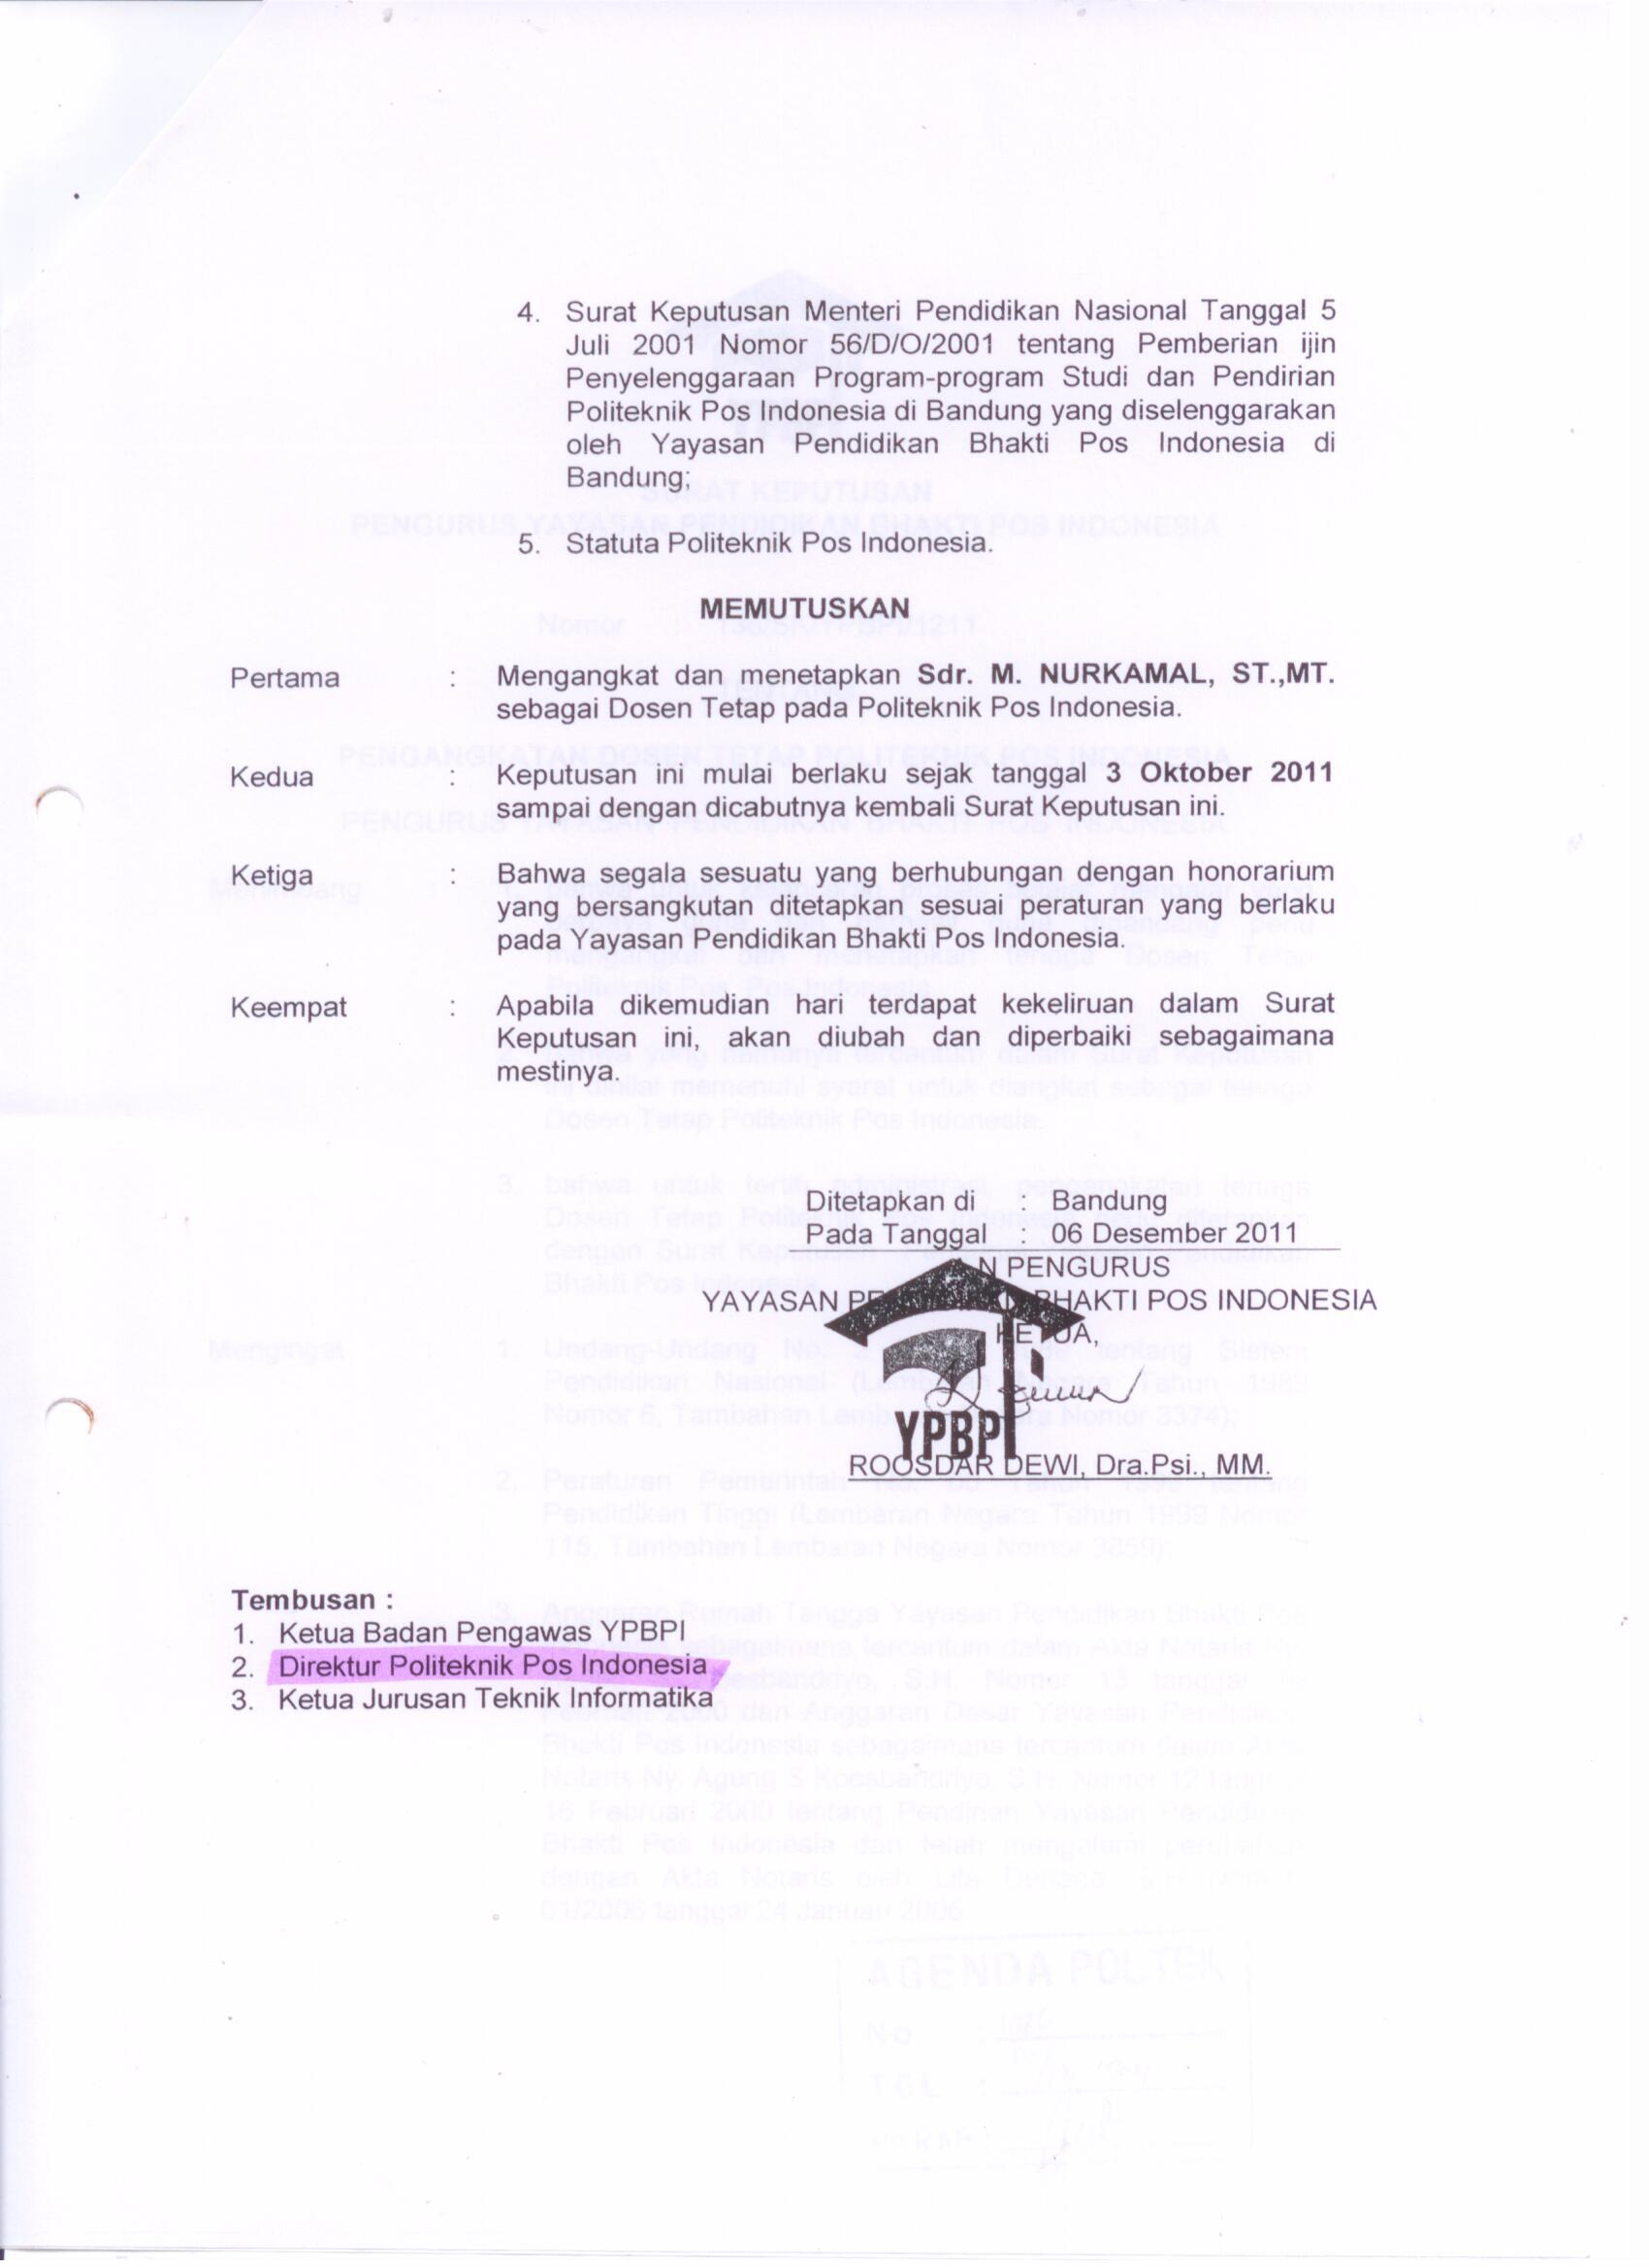 4. Surat Keputusan Menteri Pendidikan Nasional Tanggal 5
Juli 2001 Nomor 56/D/O/2001 tentang Pemberian ijin
Penyelenggaraan Program-program Studi dan Pendirian
Politeknik Pos Indonesia di Bandung yang diselenggarakan
oleh Yayasan Pendidikan Bhakti Pos Indonesia di
Bandung;
5. Statuta Politeknik Pos Indonesia.
MEMUTUSKAN
Pertama : Mengangkat dan menetapkan Sdr. M. NURKAMAL, ST.,MT.
sebagai Dosen Tetap pada Politeknik Pos Indonesia.
Kedua : Keputusan ini mulai berlaku sejak tanggal 3 Oktober 2011
sampai dengan dicabutnya kembali Surat Keputusan ini.
Ketiga : Bahwa segala sesuatu yang berhubungan dengan honorarium
yang bersangkutan ditetapkan sesuai peraturan yang berlaku
pada Yayasan Pendidikan Bhakti Pos Indonesia.
Keempat : Apabila dikemudian hari terdapat kekeliruan dalam Surat
Keputusan ini, akan diubah dan diperbaiki sebagaimana
mestinya.
Ditetapkan di : Bandung
Pada Tanggal : 06 Desember 2011
PENGURUS
YAYASAN BHAKTI POS INDONESIA
KETUA,
YPBPI
ROOSDAR DEWI, Dra.Psi., MM.
Tembusan :
1. Ketua Badan Pengawas YPBPI
2. Direktur Politeknik Pos Indonesia
3. Ketua Jurusan Teknik Informatika